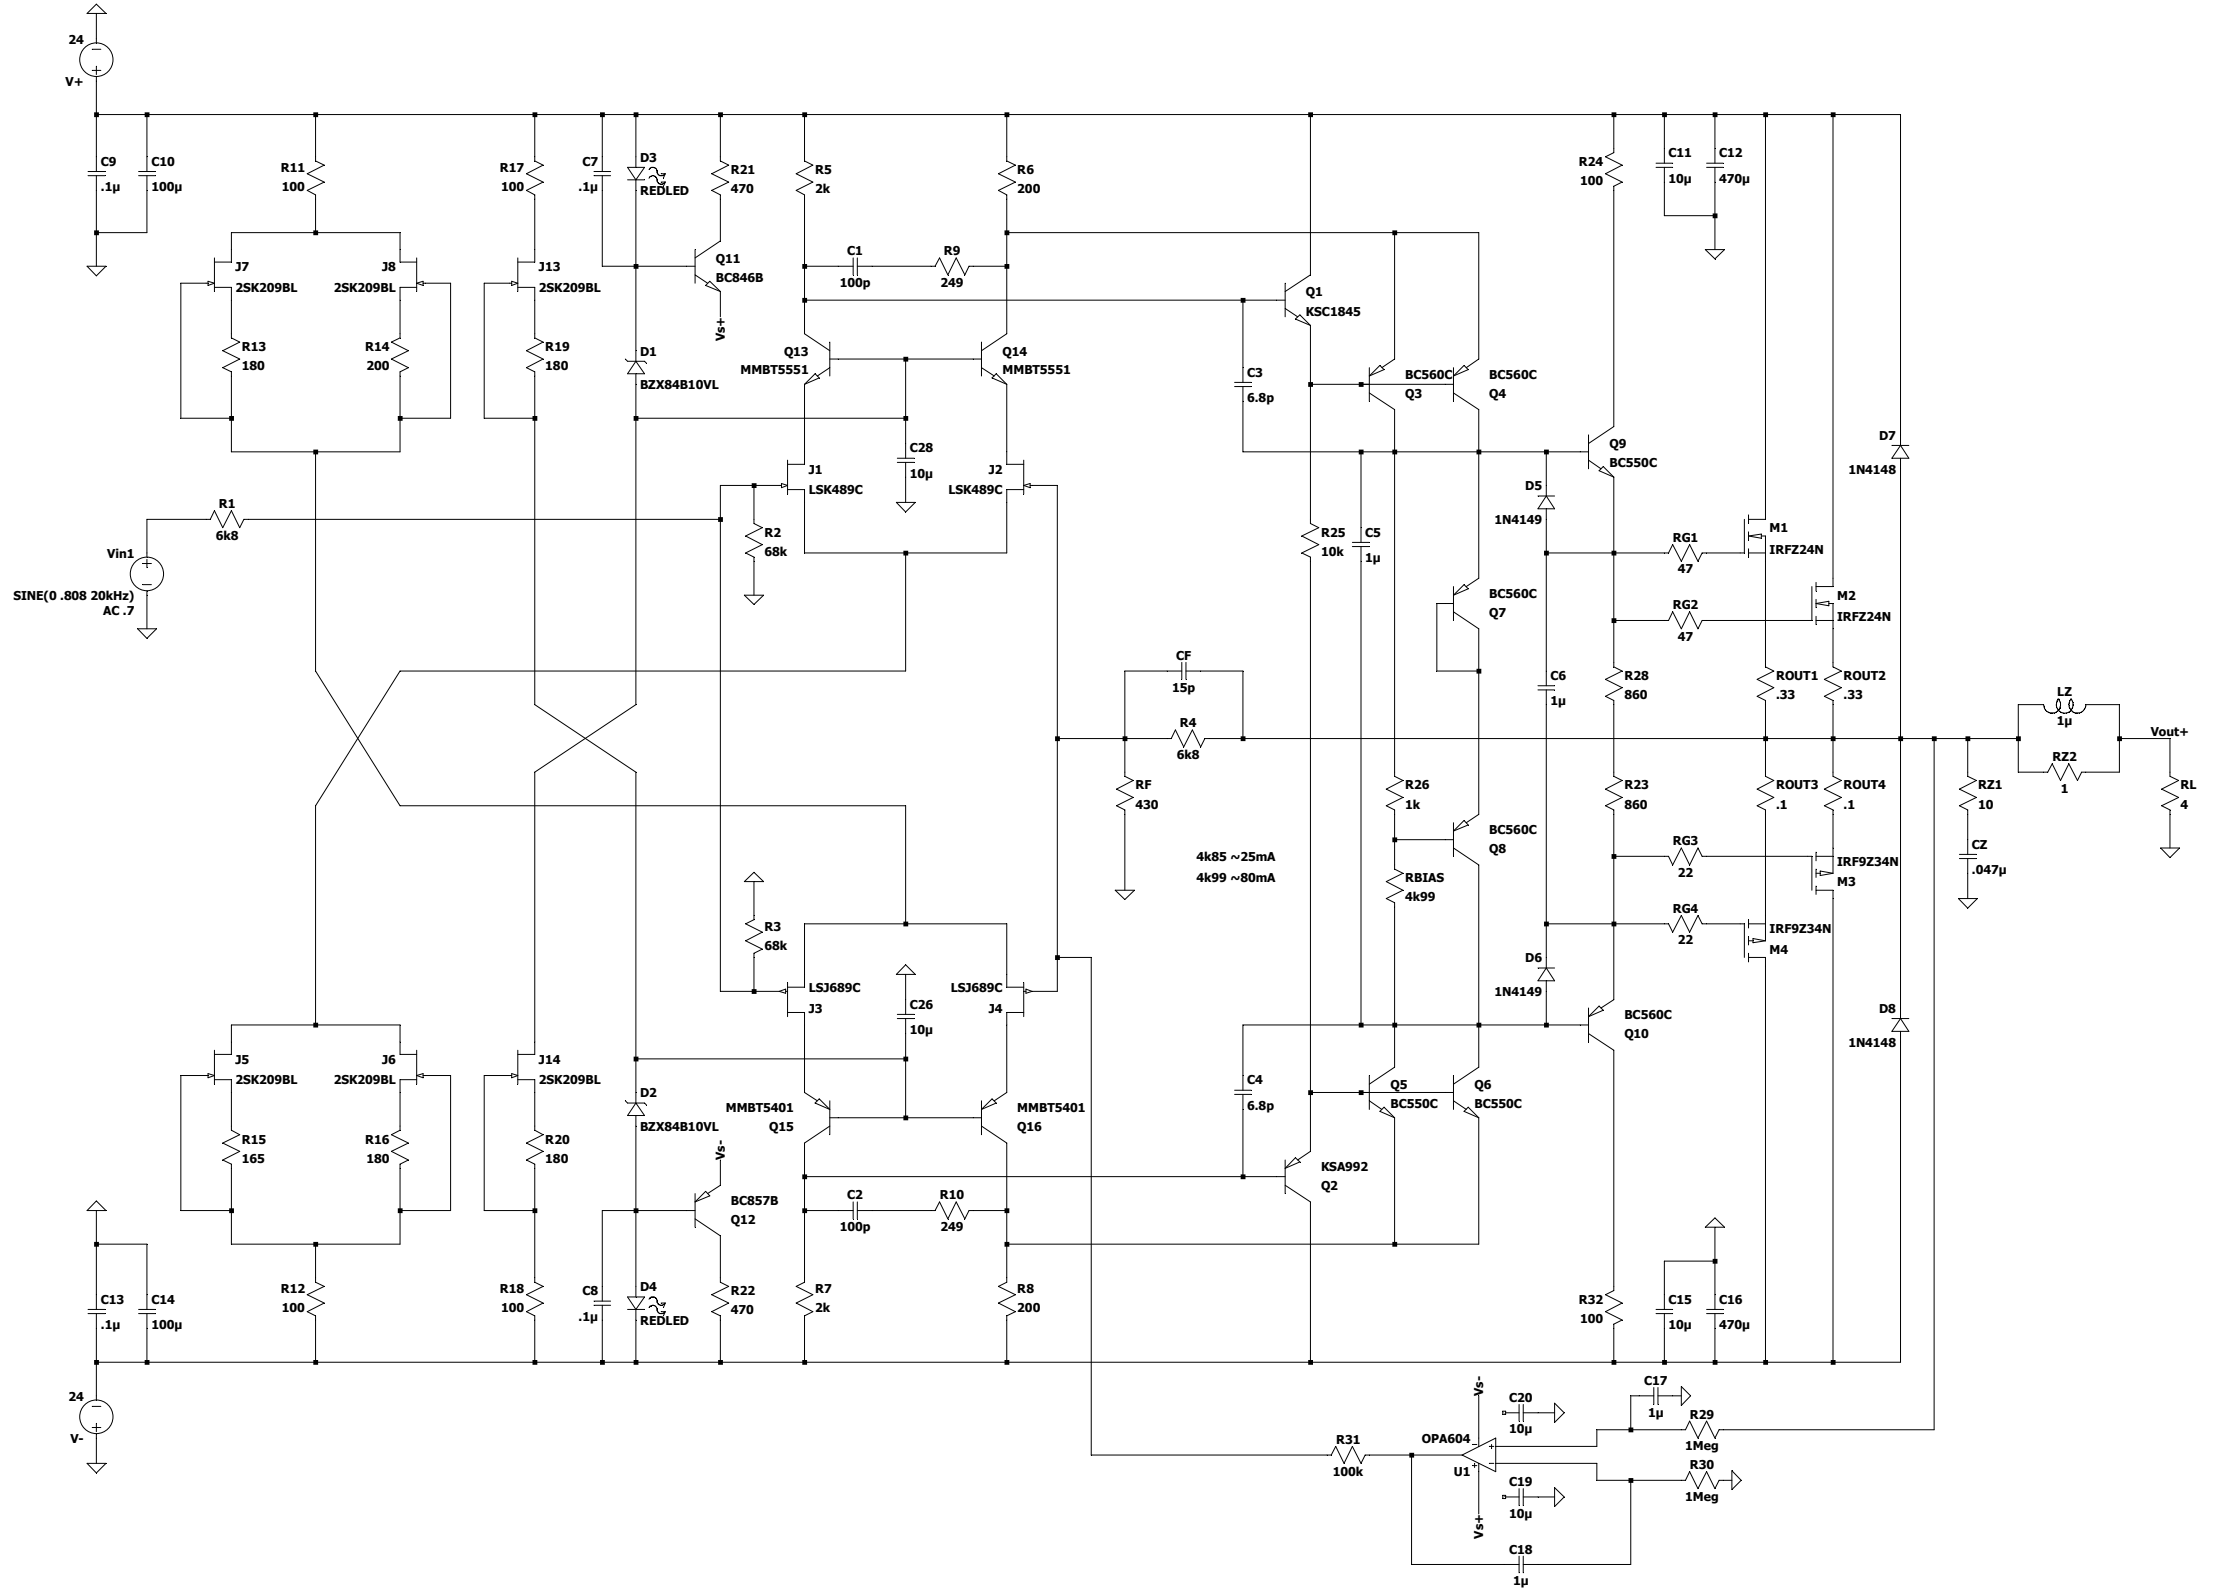 24
V+
C9
.1µ
C10
100µ
R11
100
R17
100
C7
.1µ
D3
REDLED
R21
470
R5
2k
R6
200
R24
100
C11
10µ
C12
470µ
J7
2SK209BL
J8
2SK209BL
J13
2SK209BL
Q11
BC846B
Vs+
C1
100p
R9
249
Q1
KSC1845
R13
180
R14
200
R19
180
D1
BZX84B10VL
Q13
MMBT5551
Q14
MMBT5551
C3
6.8p
BC560C
Q3
BC560C
Q4
C28
10µ
J1
LSK489C
J2
LSK489C
Q9
BC550C
D7
1N4148
R1
6k8
Vin1
SINE(0 .808 20kHz)
AC .7
R2
68k
R25
10k
C5
1µ
D5
1N4149
RG1
47
M1
IRFZ24N
BC560C
Q7
RG2
47
M2
IRFZ24N
CF
15p
R4
6k8
RF
430
C6
1µ
R28
860
ROUT1
.33
ROUT2
.33
LZ
1µ
RZ2
1
Vout+
RL
4
R26
1k
R23
860
ROUT3
.1
ROUT4
.1
RZ1
10
CZ
.047µ
4k85 ~25mA
4k99 ~80mA
BC560C
Q8
RBIAS
4k99
RG3
22
IRF9Z34N
M3
RG4
22
IRF9Z34N
M4
R3
68k
LSJ689C
J3
LSJ689C
J4
C26
10µ
D6
1N4149
BC560C
Q10
D8
1N4148
J5
2SK209BL
J6
2SK209BL
J14
2SK209BL
D2
BZX84B10VL
MMBT5401
Q15
MMBT5401
Q16
C4
6.8p
Q5
BC550C
Q6
BC550C
R15
165
R16
180
R20
180
Vs-
BC857B
Q12
KSA992
Q2
C2
100p
R10
249
C13
.1µ
C14
100µ
R12
100
R18
100
C8
.1µ
D4
REDLED
R22
470
R7
2k
R8
200
R32
100
C15
10µ
C16
470µ
24
V-
Vs-
C20
10µ
C17
1µ
R29
1Meg
R31
100k
OPA604
U1
R30
1Meg
C19
10µ
Vs+
C18
1µ